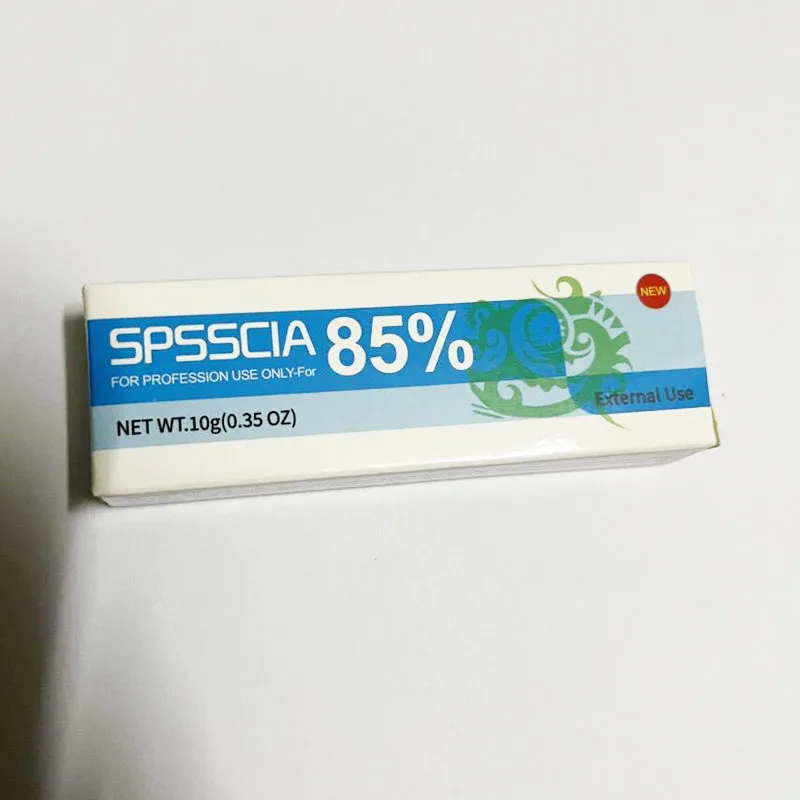 NEW
SPSSCIA 85%
FOR PROFESSION USE ONLY-For
External Use
NET WT.10g(0.35 OZ)